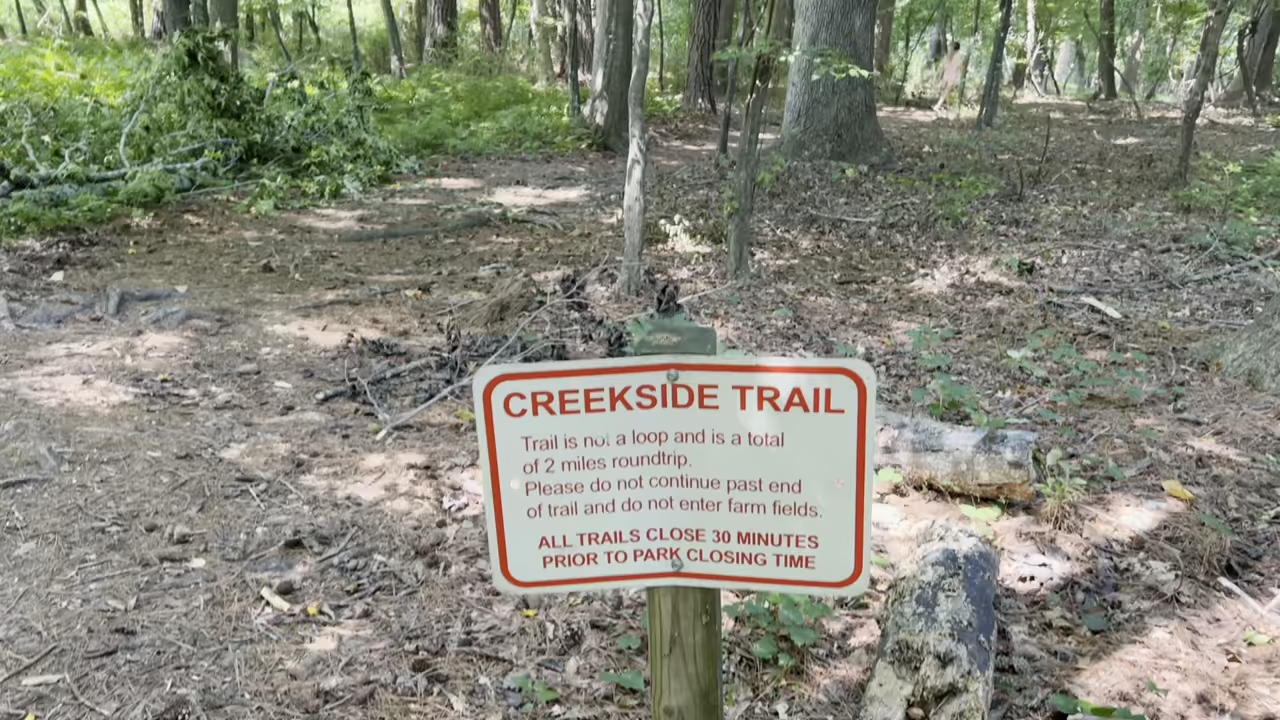 CREEKSIDE TRAIL
Trail is not a loop and is a total
of 2 miles roundtrip.
Please do not continue past end
of trail and do not enter farm fields.
ALL TRAILS CLOSE 30 MINUTES
PRIOR TO PARK CLOSING TIME